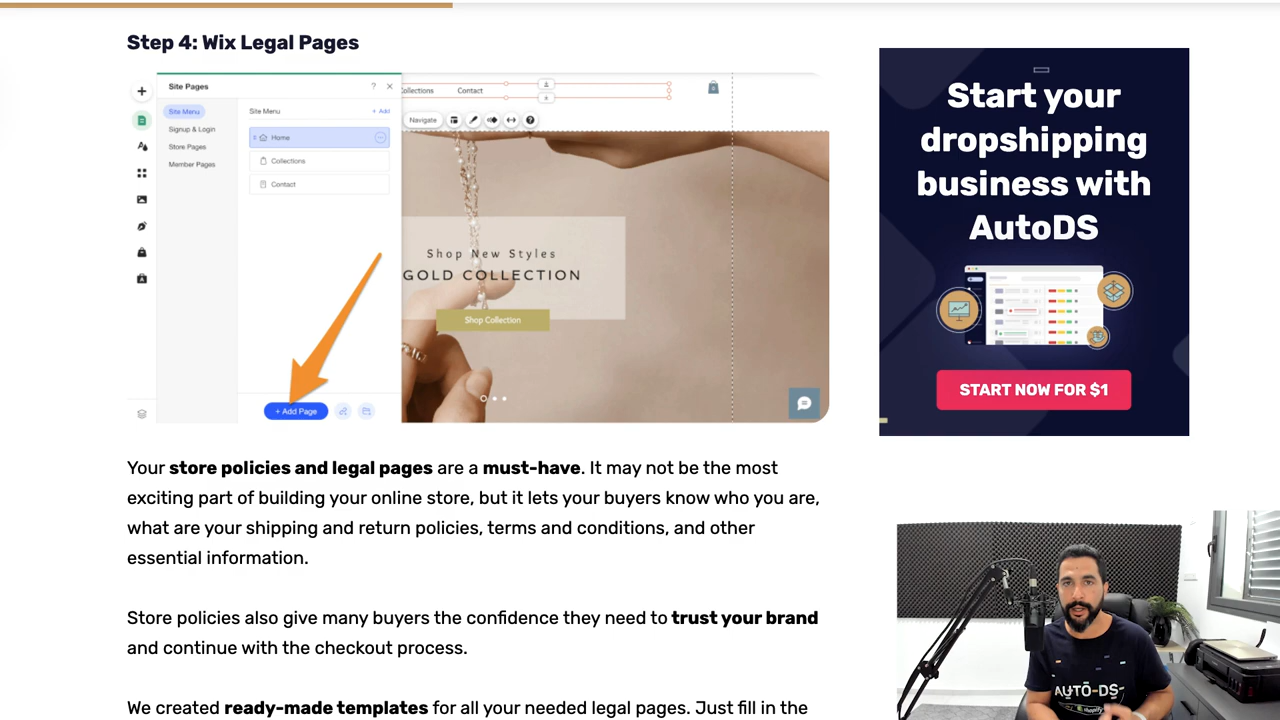 Step 4: Wix Legal Pages
Site Pages
?
Site Menu
Signup & Login
Store Pages
Member Pages
Site Menu
+ Add
Home
Collections
Contact
+ Add Page
ollections
Contact
Navigate
?
Shop New Styles
GOLD COLLECTION
Shop Collection
Your store policies and legal pages are a must-have. It may not be the most
exciting part of building your online store, but it lets your buyers know who you are,
what are your shipping and return policies, terms and conditions, and other
essential information.
Store policies also give many buyers the confidence they need to trust your brand
and continue with the checkout process.
We created ready-made templates for all your needed legal pages. Just fill in the
Start your
dropshipping
business with
AutoDS
START NOW FOR $1
AUTO-DS
shopify